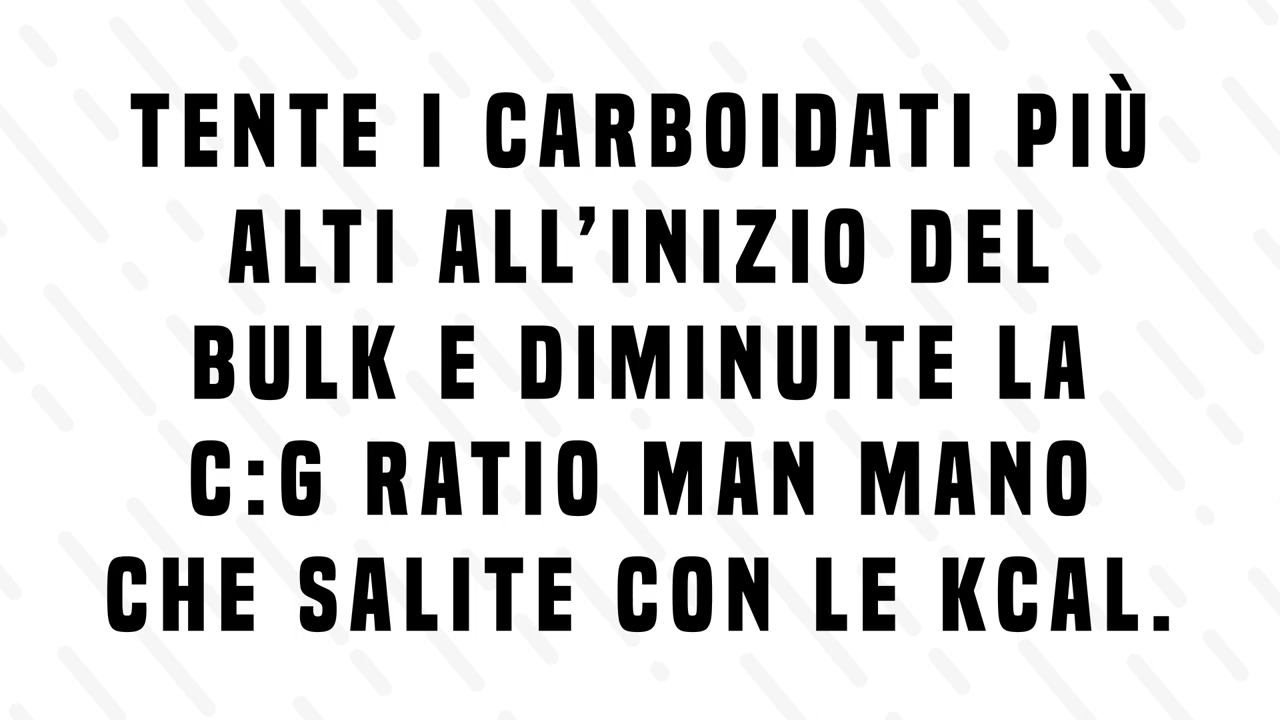 TENTE I CARBOIDATI PIÙ
ALTI ALL’INIZIO DEL
BULK E DIMINUITE LA
C:G RATIO MAN MANO
CHE SALITE CON LE KCAL.